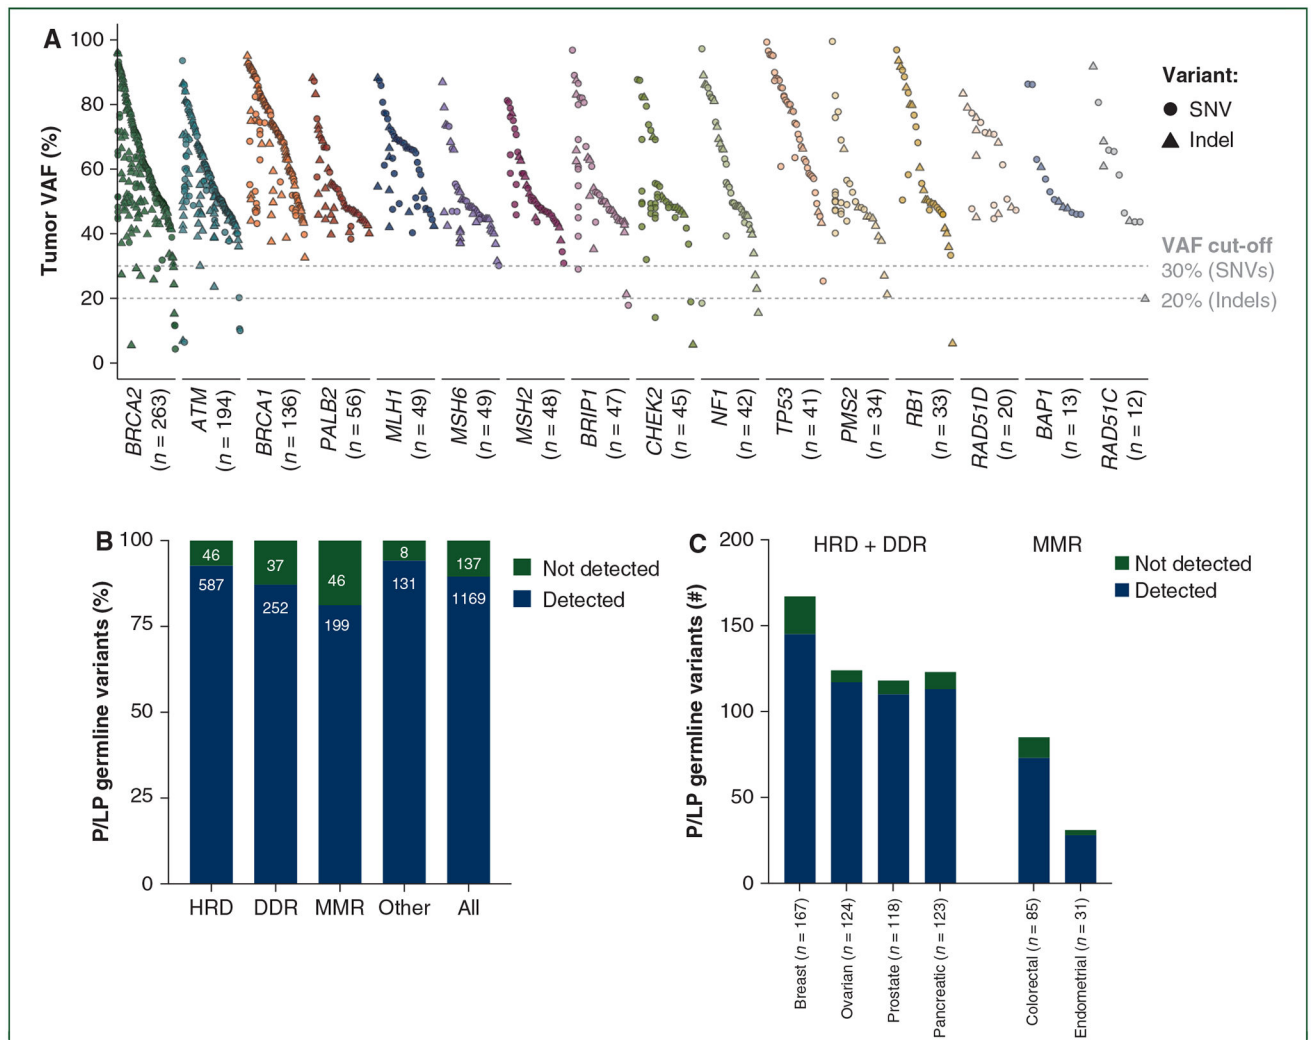 A
Tumor VAF (%)
100
80
60
40
20
0
Variant:
SNV
Indel
VAF cut-off
30% (SNVs)
20% (Indels)
BRCA2 (n = 263)
ATM (n = 194)
BRCA1 (n = 136)
PALB2 (n = 56)
MLH1 (n = 49)
MSH6 (n = 49)
MSH2 (n = 48)
BRIP1 (n = 47)
CHEK2 (n = 45)
NF1 (n = 42)
TP53 (n = 41)
PMS2 (n = 34)
RB1 (n = 33)
RAD51D (n = 20)
BAP1 (n = 13)
RAD51C (n = 12)
B
P/LP germline variants (%)
100
75
50
25
0
46
37
46
8
137
587
252
199
131
1169
HRD
DDR
MMR
Other
All
Not detected
Detected
C
P/LP germline variants (#)
200
150
100
50
0
HRD + DDR
MMR
Not detected
Detected
Breast (n = 167)
Ovarian (n = 124)
Prostate (n = 118)
Pancreatic (n = 123)
Colorectal (n = 85)
Endometrial (n = 31)